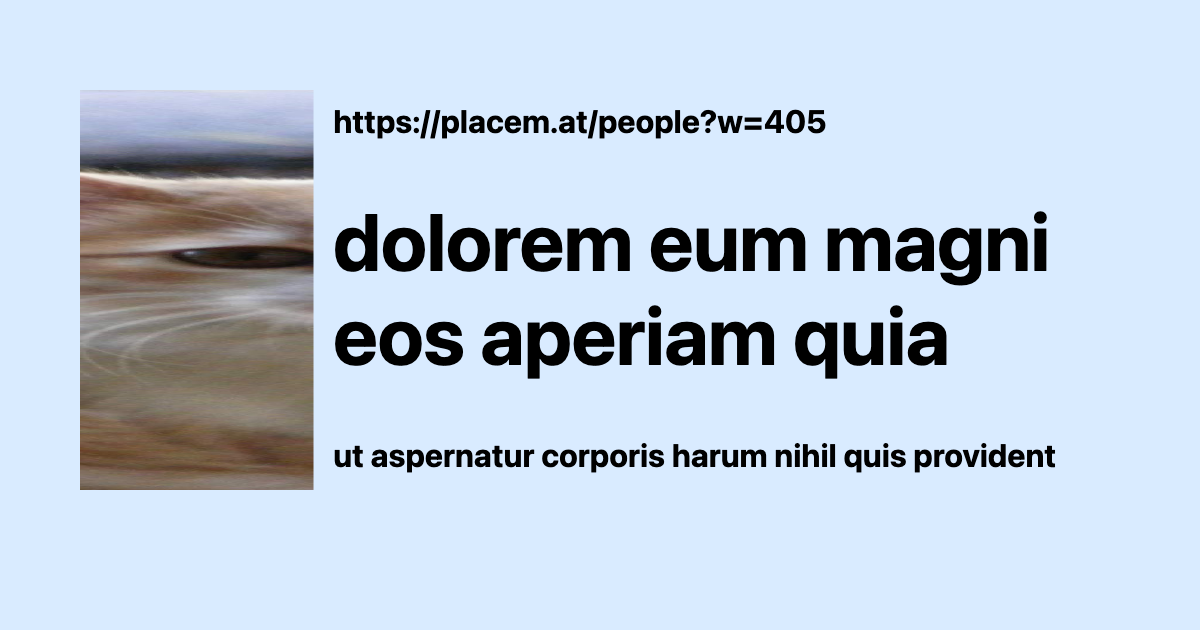 https://placem.at/people?w=405
dolorem eum magni
eos aperiam quia
ut aspernatur corporis harum nihil quis provident